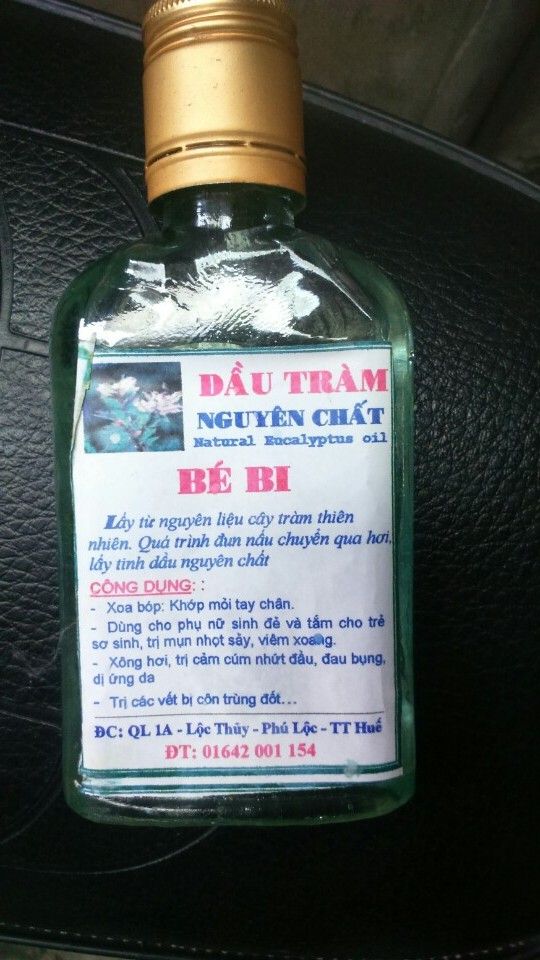 DẦU TRÀM
NGUYÊN CHẤT
Natural Eucalyptus oil
BÉ BI
Lấy từ nguyên liệu cây tràm thiên
nhiên. Quá trình đun nấu chuyển qua hơi,
lấy tinh dầu nguyên chất
CÔNG DỤNG: :
- Xoa bóp: Khớp mỏi tay chân.
- Dùng cho phụ nữ sinh đẻ và tắm cho trẻ
sơ sinh, trị mụn nhọt sảy, viêm xoang.
- Xông hơi, trị cảm cúm nhứt đầu, đau bụng,
dị ứng da
- Trị các vết bị côn trùng đốt...
ĐC: QL 1A - Lộc Thủy - Phú Lộc - TT Huế
ĐT: 01642 001 154